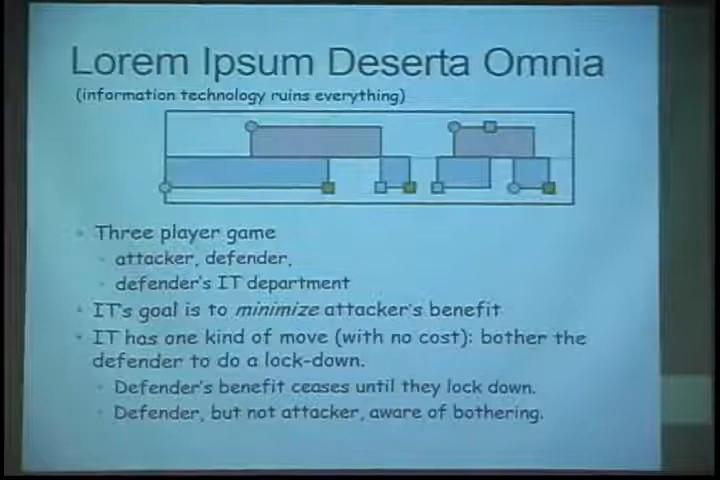 Lorem Ipsum Deserta Omnia
(information technology ruins everything)
Three player game
attacker, defender,
defender's IT department
IT's goal is to minimize attacker's benefit
IT has one kind of move (with no cost): bother the
defender to do a lock-down.
Defender's benefit ceases until they lock down.
Defender, but not attacker, aware of bothering.